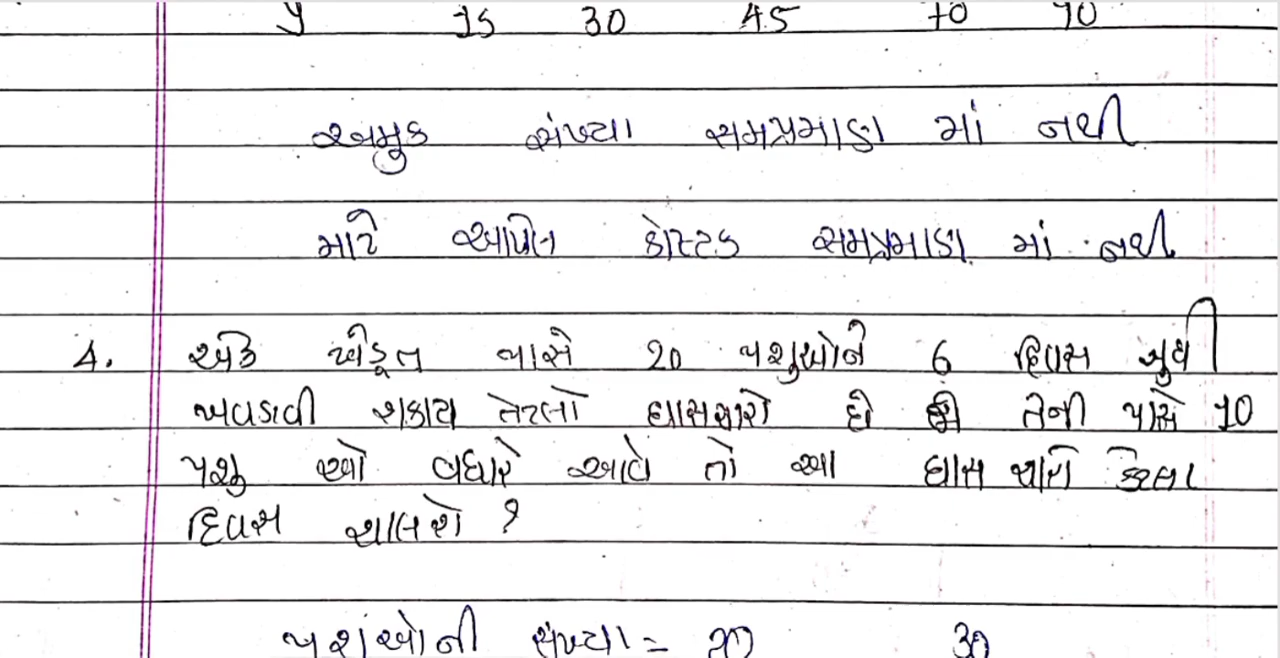 y 15 30 45 70 90
અમુક સંખ્યા સમપ્રમાણ માં નથી
માટે આપેલ કોષ્ટક સમપ્રમાણ માં નથી
4. એક ખેડૂત પાસે 20 પશુઓને 6 દિવસ સુધી
ખવડાવી શકાય તેટલો ઘાસચારો છે જો તેની પાસે 10
પશુ ઓ વધારે આવે તો આ ઘાસ ચારો કેટલા
દિવસ ચાલશે ?
પશુઓની સંખ્યા = 20 30